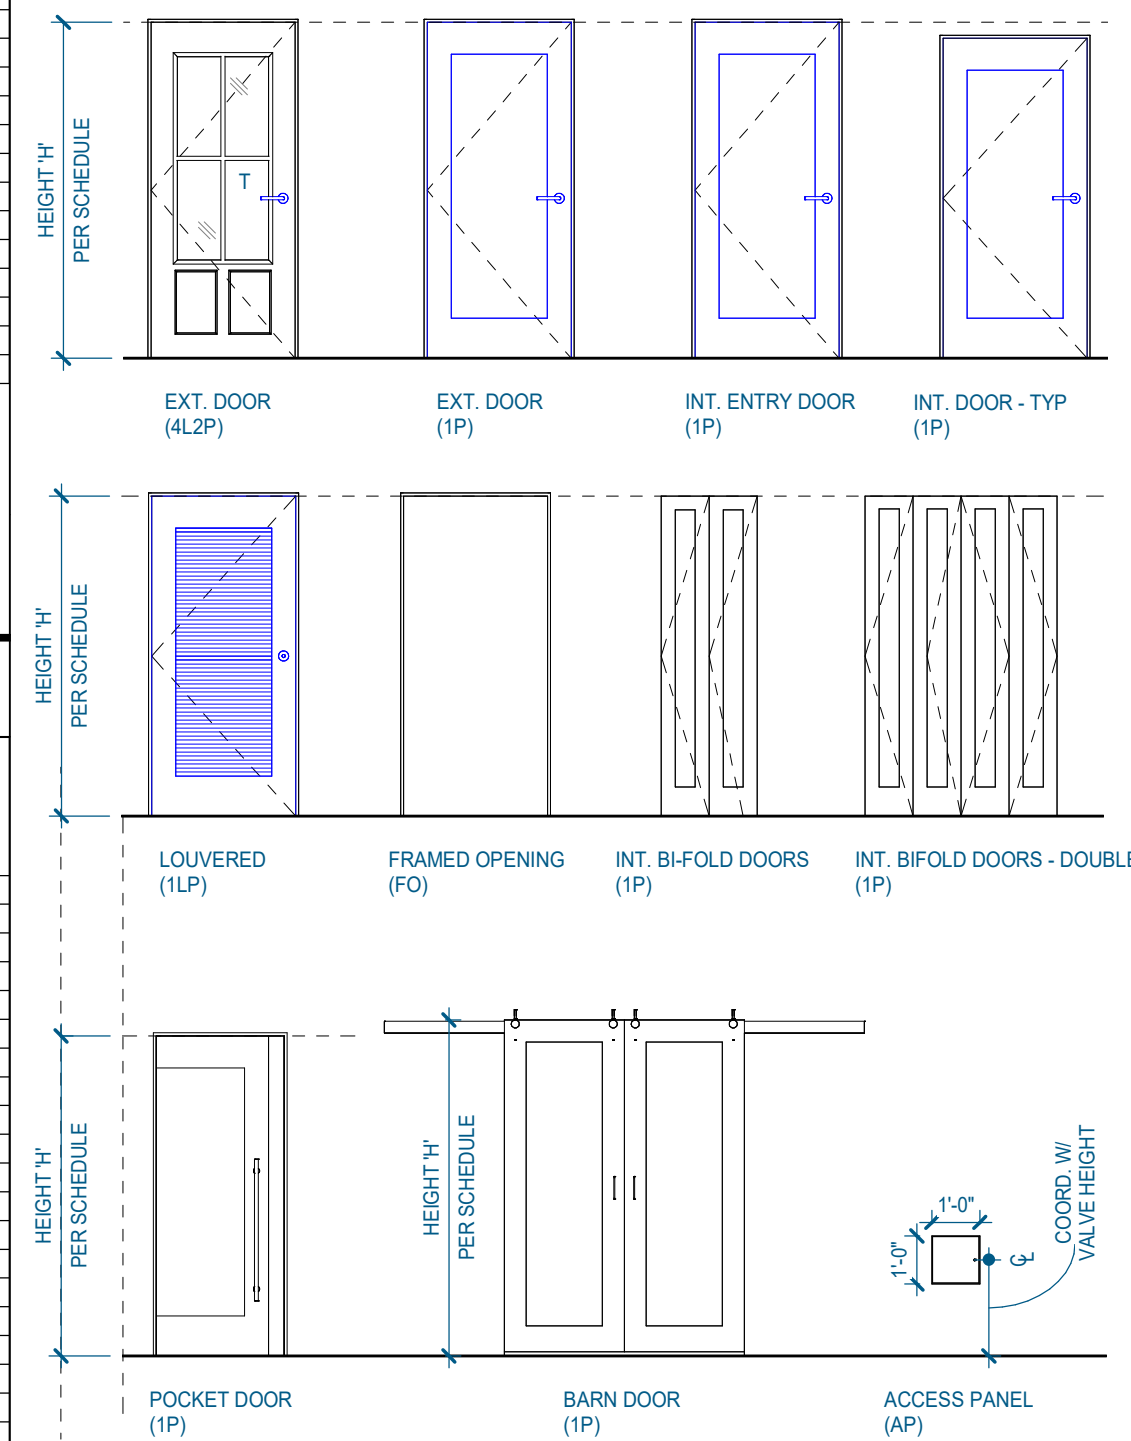 HEIGHT 'H'
PER SCHEDULE
T
EXT. DOOR
(4L2P)
EXT. DOOR
(1P)
INT. ENTRY DOOR
(1P)
INT. DOOR - TYP
(1P)
HEIGHT 'H'
PER SCHEDULE
LOUVERED
(1LP)
FRAMED OPENING
(FO)
INT. BI-FOLD DOORS
(1P)
INT. BIFOLD DOORS - DOUBLE
(1P)
HEIGHT 'H'
PER SCHEDULE
HEIGHT 'H'
PER SCHEDULE
1'-0"
1'-0"
℄
COORD. W/
VALVE HEIGHT
POCKET DOOR
(1P)
BARN DOOR
(1P)
ACCESS PANEL
(AP)